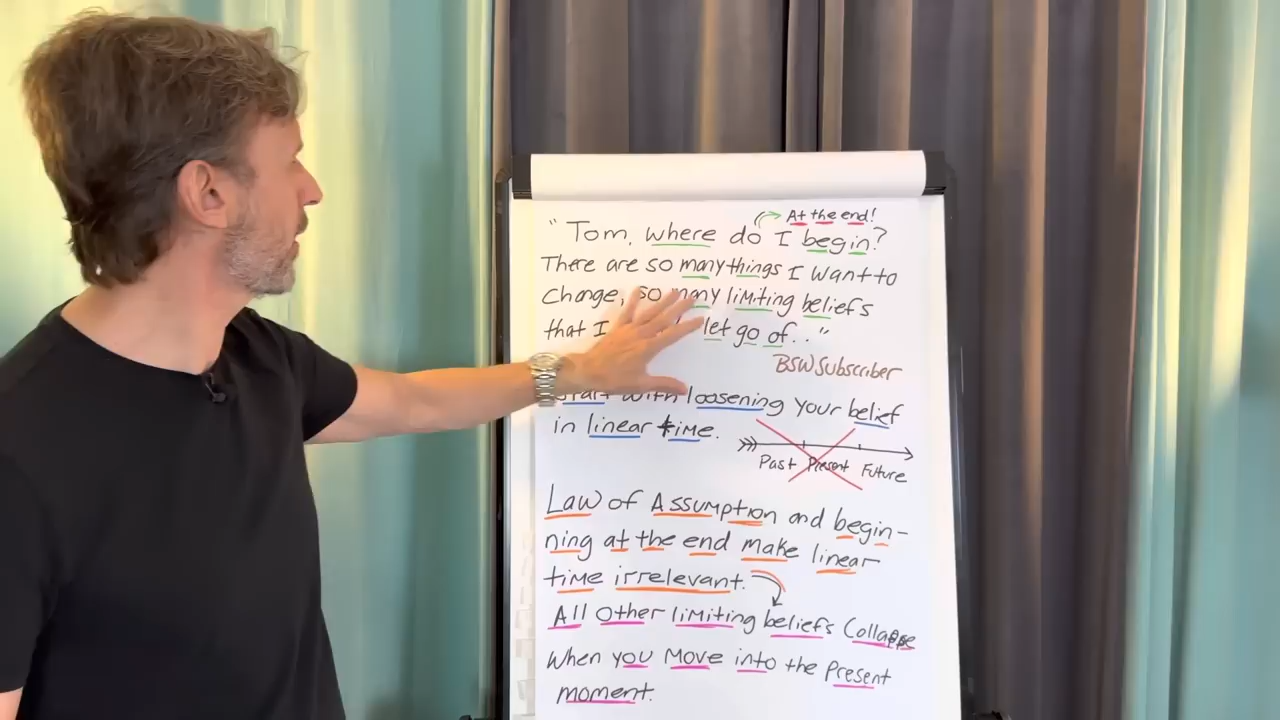 At the end!
" Tom, where do I begin?
There are so many things I want to
change, so many limiting beliefs
that I let go of.."
BSW Subscriber
Start with loosening your belief
in linear time.
Past Present Future
Law of Assumption and begin-
ning at the end make linear
time irrelevant.
All Other limiting beliefs Collapse
When you Move into the present
moment.